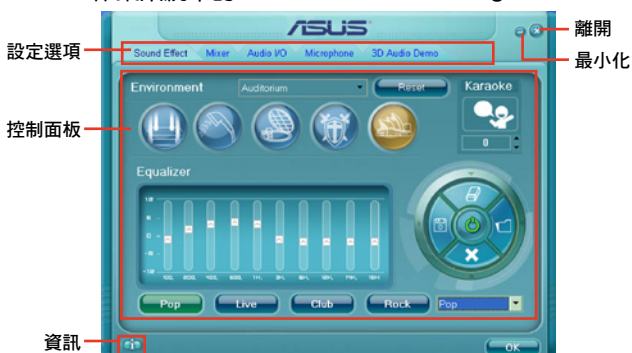 ASUS
離開
設定選項
Sound Effect Mixer Audio I/O Microphone 3D Audio Demo
最小化
Environment Auditorium Reset Karaoke
控制面板
0
Equalizer
Pop Live Club Rock Pop
資訊
OK